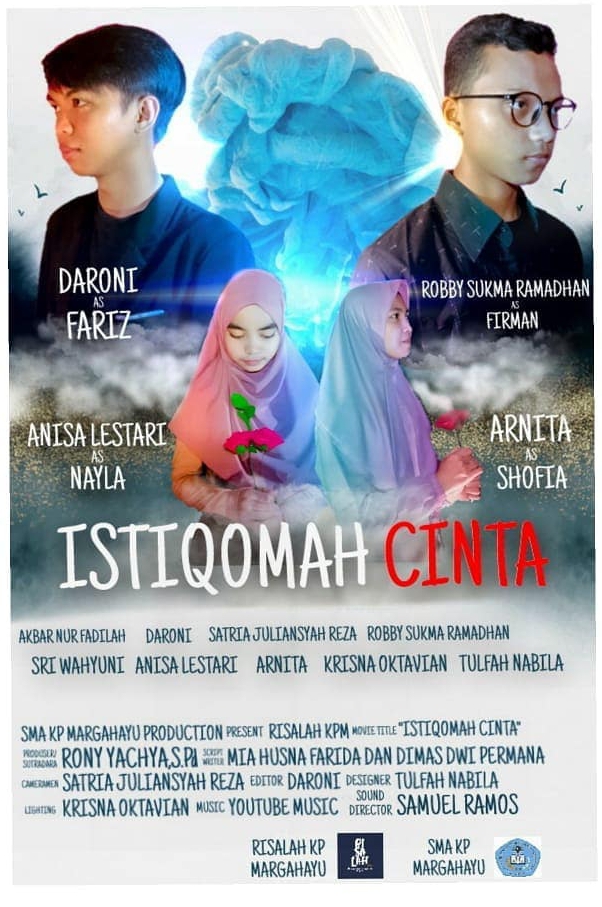 DARONI
AS
FARIZ
ROBBY SUKMA RAMADHAN
AS
FIRMAN
ANISA LESTARI
AS
NAYLA
ARNITA
AS
SHOFIA
ISTIQOMAH CINTA
AKBAR NUR FADILAH DARONI SATRIA JULIANSYAH REZA ROBBY SUKMA RAMADHAN
SRI WAHYUNI ANISA LESTARI ARNITA KRISNA OKTAVIAN TULFAH NABILA
SMA KP MARGAHAYU PRODUCTION PRESENT RISALAH KPM MOVIE TITLE "ISTIQOMAH CINTA"
PRODUSER/ SUTRADARA RONY YACHYA,S.Pd SCRIPT WRITER MIA HUSNA FARIDA DAN DIMAS DWI PERMANA
CAMERAMEN SATRIA JULIANSYAH REZA EDITOR DARONI DESIGNER TULFAH NABILA
LIGHTING KRISNA OKTAVIAN MUSIC YOUTUBE MUSIC SOUND DIRECTOR SAMUEL RAMOS
RISALAH KP
MARGAHAYU
RI
SA
LAH
SMA KP
MARGAHAYU